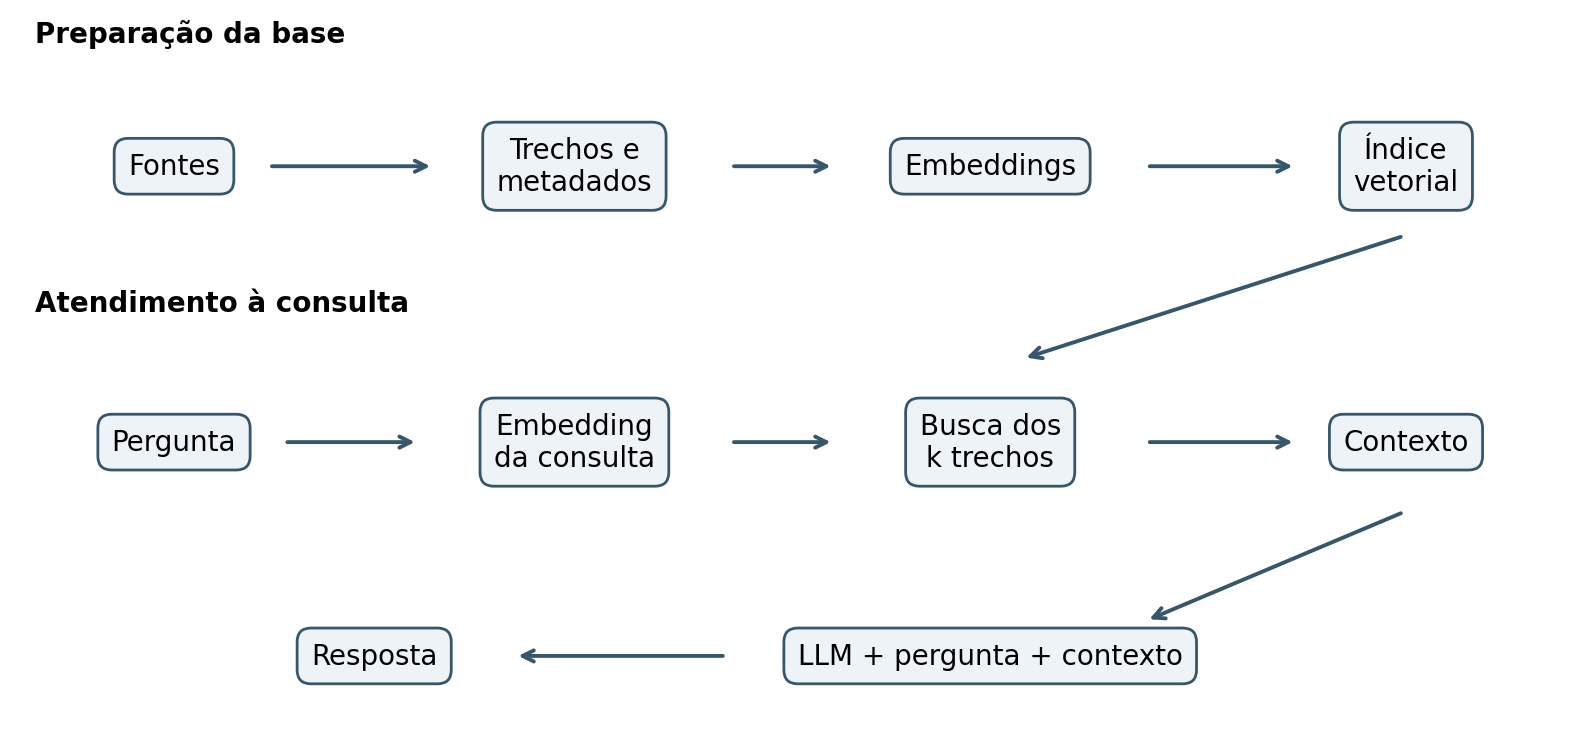 Preparação da base
Fontes
Trechos e
metadados
Embeddings
Índice
vetorial
Atendimento à consulta
Pergunta
Embedding
da consulta
Busca dos
k trechos
Contexto
Resposta
LLM + pergunta + contexto